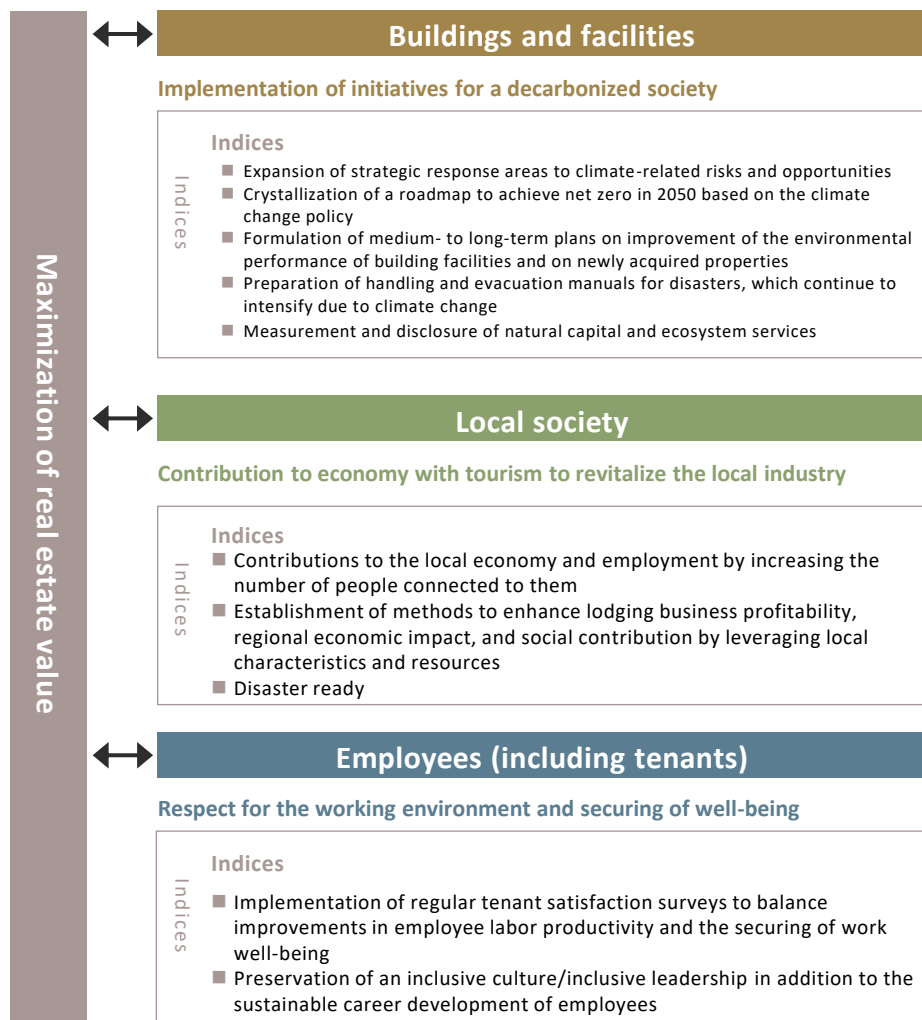 Maximization of real estate value
Buildings and facilities
Implementation of initiatives for a decarbonized society
Indices
Indices
■ Expansion of strategic response areas to climate-related risks and opportunities
■ Crystallization of a roadmap to achieve net zero in 2050 based on the climate
change policy
■ Formulation of medium- to long-term plans on improvement of the environmental
performance of building facilities and on newly acquired properties
■ Preparation of handling and evacuation manuals for disasters, which continue to
intensify due to climate change
■ Measurement and disclosure of natural capital and ecosystem services
Local society
Contribution to economy with tourism to revitalize the local industry
Indices
Indices
■ Contributions to the local economy and employment by increasing the
number of people connected to them
■ Establishment of methods to enhance lodging business profitability,
regional economic impact, and social contribution by leveraging local
characteristics and resources
■ Disaster ready
Employees (including tenants)
Respect for the working environment and securing of well-being
Indices
Indices
■ Implementation of regular tenant satisfaction surveys to balance
improvements in employee labor productivity and the securing of work
well-being
■ Preservation of an inclusive culture/inclusive leadership in addition to the
sustainable career development of employees